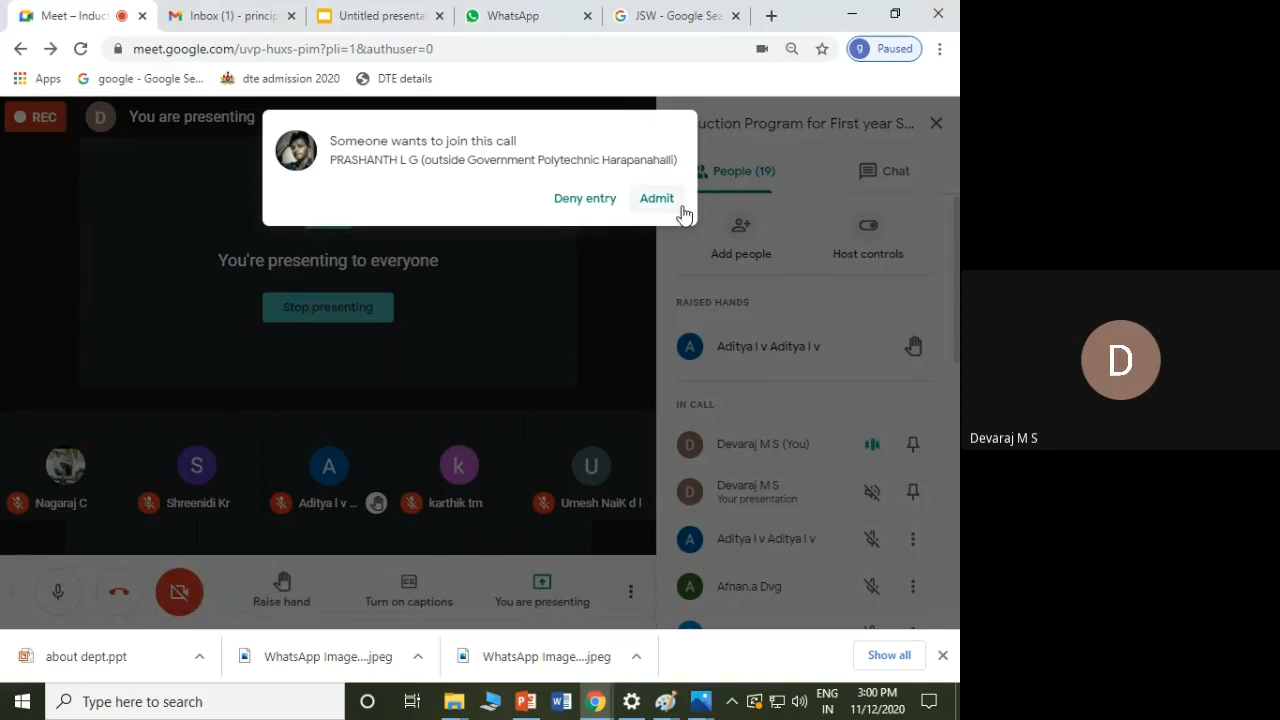 Meet – Induc
Inbox (1) - princip
Untitled presenta
WhatsApp
JSW - Google Sea
meet.google.com/uvp-huxs-pim?pli=1&authuser=0
g
Paused
Apps
google - Google Se...
dte admission 2020
DTE details
REC
D
You are presenting
Someone wants to join this call
PRASHANTH L G (outside Government Polytechnic Harapanahalli)
Deny entry
Admit
uction Program for First year S...
People (19)
Chat
You're presenting to everyone
Stop presenting
Add people
Host controls
RAISED HANDS
A
Aditya l v Aditya l v
IN CALL
D
Devaraj M S (You)
D
Devaraj M S
Your presentation
A
Aditya l v Aditya l v
A
Afnan,a Dvg
S
A
k
U
Nagaraj C
Shreenidi Kr
Aditya l v ...
karthik tm
Umesh NaiK d l
Raise hand
CC
Turn on captions
You are presenting
D
Devaraj M S
about dept.ppt
WhatsApp Image....jpeg
WhatsApp Image....jpeg
Show all
Type here to search
ENG
IN
3:00 PM
11/12/2020